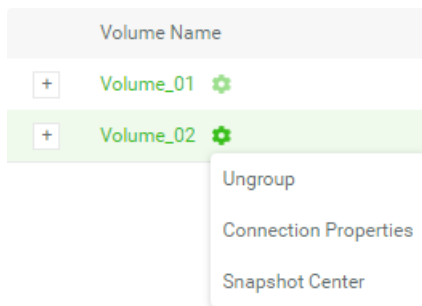 Volume Name
+ Volume_01
+ Volume_02
Ungroup
Connection Properties
Snapshot Center